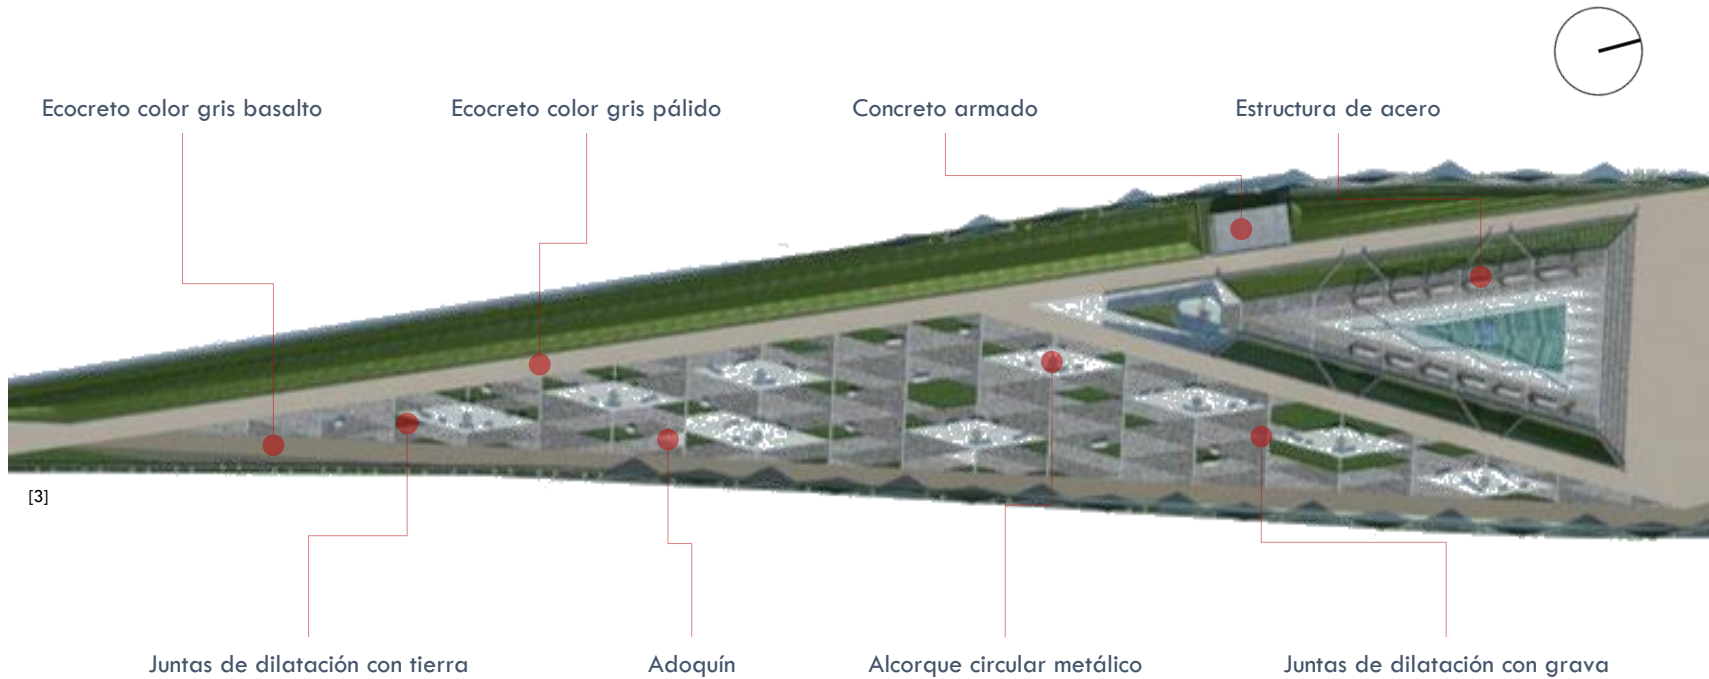 Ecocreto color gris basalto
Ecocreto color gris pálido
Concreto armado
Estructura de acero
[3]
Juntas de dilatación con tierra
Adoquín
Alcorque circular metálico
Juntas de dilatación con grava